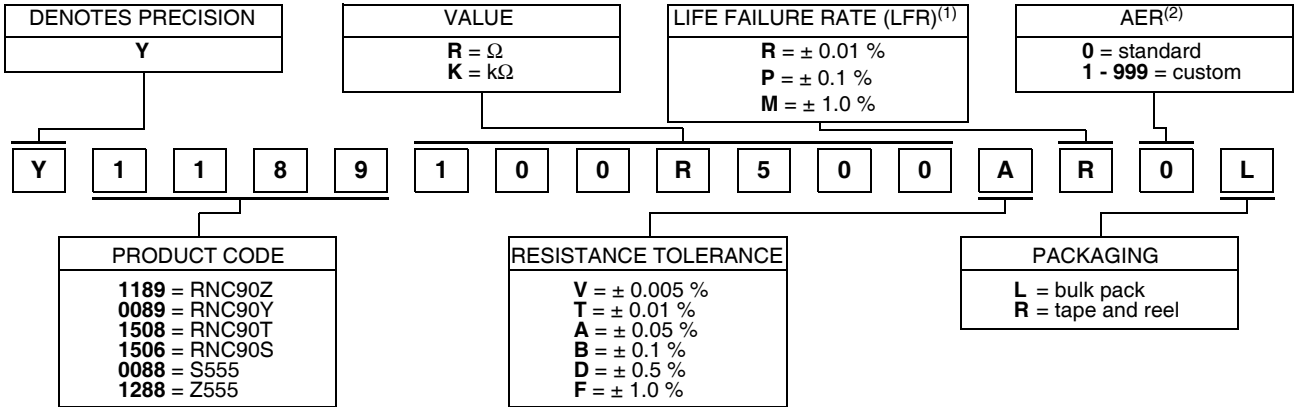 DENOTES PRECISION
Y
VALUE
R = Ω
K = kΩ
LIFE FAILURE RATE (LFR)(1)
R = ± 0.01 %
P = ± 0.1 %
M = ± 1.0 %
AER(2)
0 = standard
1 - 999 = custom
Y 1 1 8 9 1 0 0 R 5 0 0 A R 0 L
PRODUCT CODE
1189 = RNC90Z
0089 = RNC90Y
1508 = RNC90T
1506 = RNC90S
0088 = S555
1288 = Z555
RESISTANCE TOLERANCE
V = ± 0.005 %
T = ± 0.01 %
A = ± 0.05 %
B = ± 0.1 %
D = ± 0.5 %
F = ± 1.0 %
PACKAGING
L = bulk pack
R = tape and reel